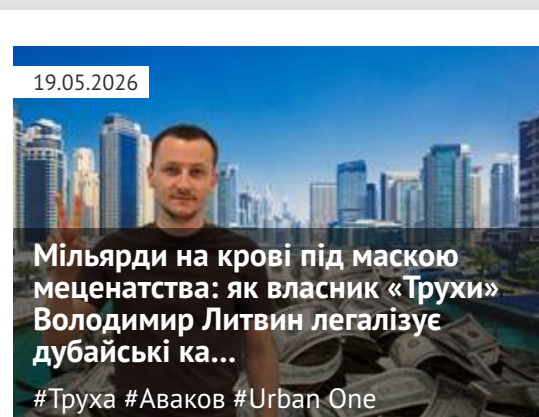 19.05.2026
Мільярди на крові під маскою
меценатства: як власник «Трухи»
Володимир Литвин легалізує
дубайські ка...
#Труха #Аваков #Urban One